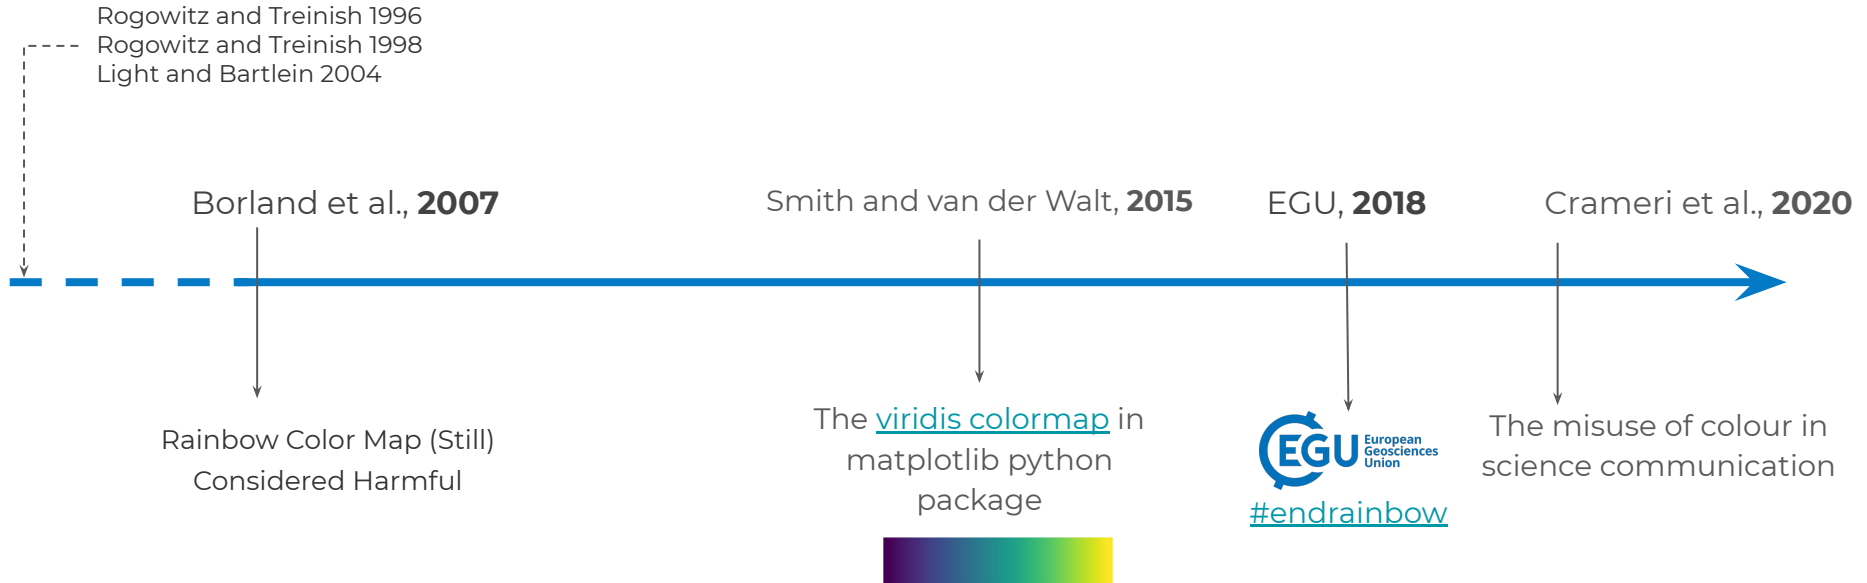 Rogowitz and Treinish 1996
Rogowitz and Treinish 1998
Light and Bartlein 2004
Borland et al., 2007
Smith and van der Walt, 2015
EGU, 2018
Crameri et al., 2020
Rainbow Color Map (Still)
Considered Harmful
The viridis colormap in
matplotlib python
package
EGU
European
Geosciences
Union
#endrainbow
The misuse of colour in
science communication